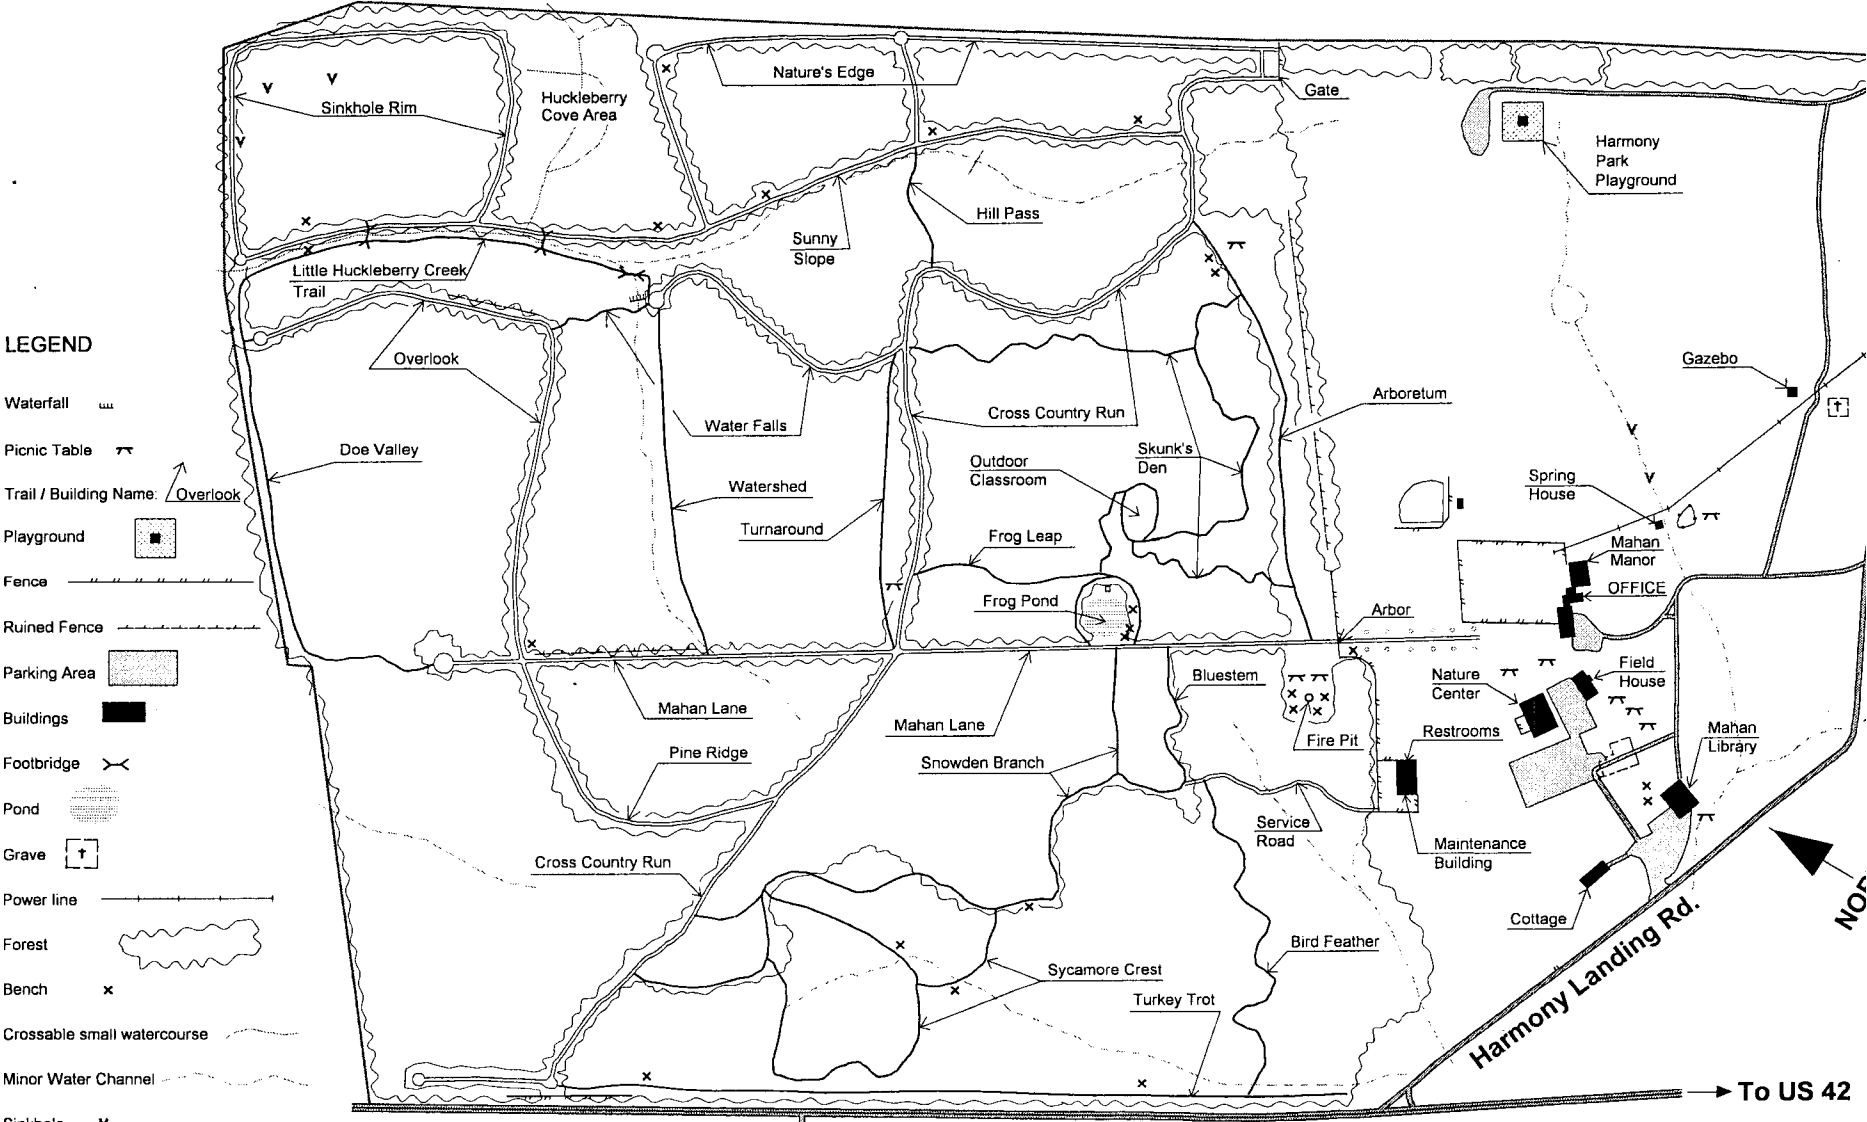 Nature's Edge
Sinkhole Rim
Huckleberry
Cove Area
Gate
Harmony
Park
Playground
Hill Pass
Sunny
Slope
Little Huckleberry Creek
Trail
LEGEND
Waterfall
Picnic Table
Trail / Building Name: Overlook
Playground
Fence
Ruined Fence
Parking Area
Buildings
Footbridge
Pond
Grave
Power line
Forest
Bench
Crossable small watercourse
Minor Water Channel
Sinkhole
Overlook
Gazebo
Doe Valley
Water Falls
Cross Country Run
Arboretum
Skunk's
Den
Outdoor
Classroom
Watershed
Turnaround
Frog Leap
Spring
House
Mahan
Manor
OFFICE
Frog Pond
Arbor
Mahan Lane
Mahan Lane
Bluestem
Nature
Center
Field
House
Pine Ridge
Snowden Branch
Fire Pit
Restrooms
Mahan
Library
Service
Road
Maintenance
Building
Cross Country Run
Cottage
Bird Feather
Sycamore Crest
Turkey Trot
Harmony Landing Rd.
To US 42